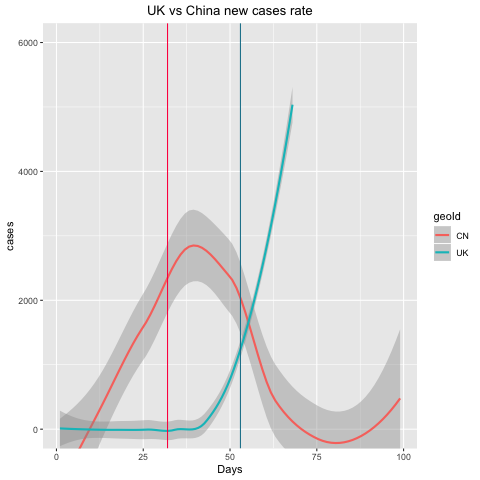 UK vs China new cases rate
6000
4000
2000
0
cases
0 25 50 75 100
Days
geoId
CN
UK